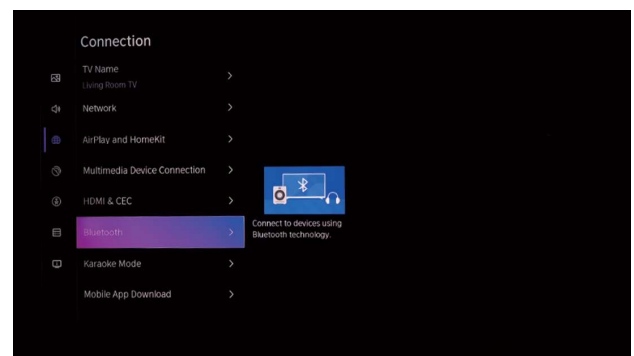 Connection
TV Name
Living Room TV
Network
AirPlay and HomeKit
Multimedia Device Connection
HDMI & CEC
Bluetooth
Connect to devices using
Bluetooth technology.
Karaoke Mode
Mobile App Download